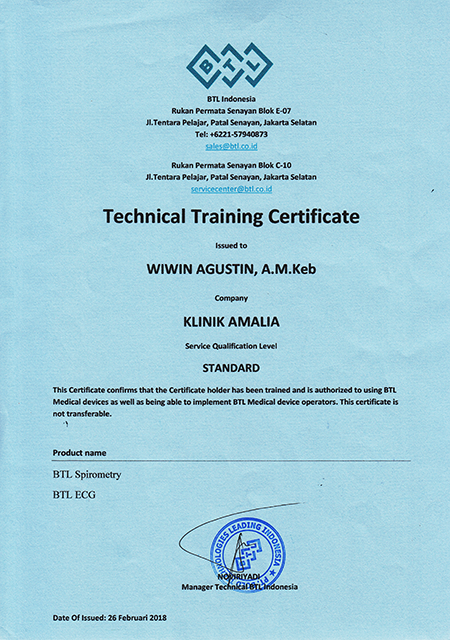 BTL
BTL Indonesia
Rukan Permata Senayan Blok E-07
Jl.Tentara Pelajar, Patal Senayan, Jakarta Selatan
Tel: +6221-57940873
sales@btl.co.id
Rukan Permata Senayan Blok C-10
Jl.Tentara Pelajar, Patal Senayan, Jakarta Selatan
servicecenter@btl.co.id
Technical Training Certificate
Issued to
WIWIN AGUSTIN, A.M.Keb
Company
KLINIK AMALIA
Service Qualification Level
STANDARD
This Certificate confirms that the Certificate holder has been trained and is authorized to using BTL
Medical devices as well as being able to implement BTL Medical device operators. This certificate is
not transferable.
Product name
BTL Spirometry
BTL ECG
LEADING INDONESIA
Manager Technical BTL Indonesia
Date Of Issued: 26 Februari 2018